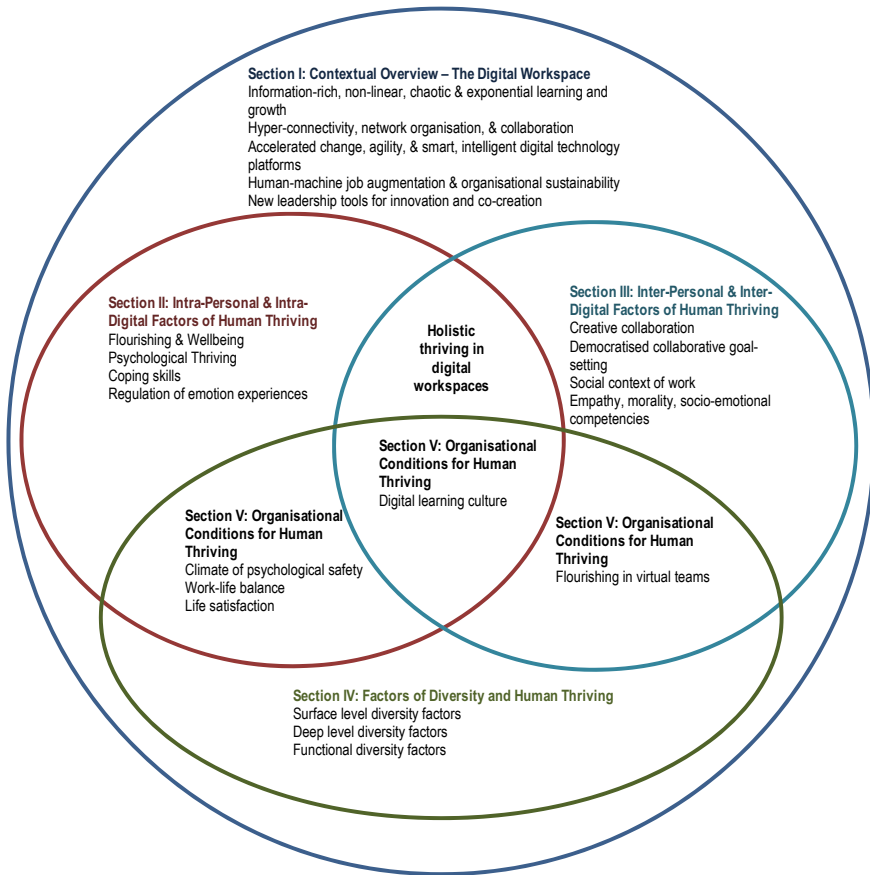 Section I: Contextual Overview – The Digital Workspace
Information-rich, non-linear, chaotic & exponential learning and
growth
Hyper-connectivity, network organisation, & collaboration
Accelerated change, agility, & smart, intelligent digital technology
platforms
Human-machine job augmentation & organisational sustainability
New leadership tools for innovation and co-creation
Section II: Intra-Personal & Intra-
Digital Factors of Human Thriving
Flourishing & Wellbeing
Psychological Thriving
Coping skills
Regulation of emotion experiences
Holistic
thriving in
digital
workspaces
Section III: Inter-Personal & Inter-
Digital Factors of Human Thriving
Creative collaboration
Democratised collaborative goal-
setting
Social context of work
Empathy, morality, socio-emotional
competencies
Section V: Organisational
Conditions for Human
Thriving
Digital learning culture
Section V: Organisational
Conditions for Human
Thriving
Climate of psychological safety
Work-life balance
Life satisfaction
Section V: Organisational
Conditions for Human
Thriving
Flourishing in virtual teams
Section IV: Factors of Diversity and Human Thriving
Surface level diversity factors
Deep level diversity factors
Functional diversity factors